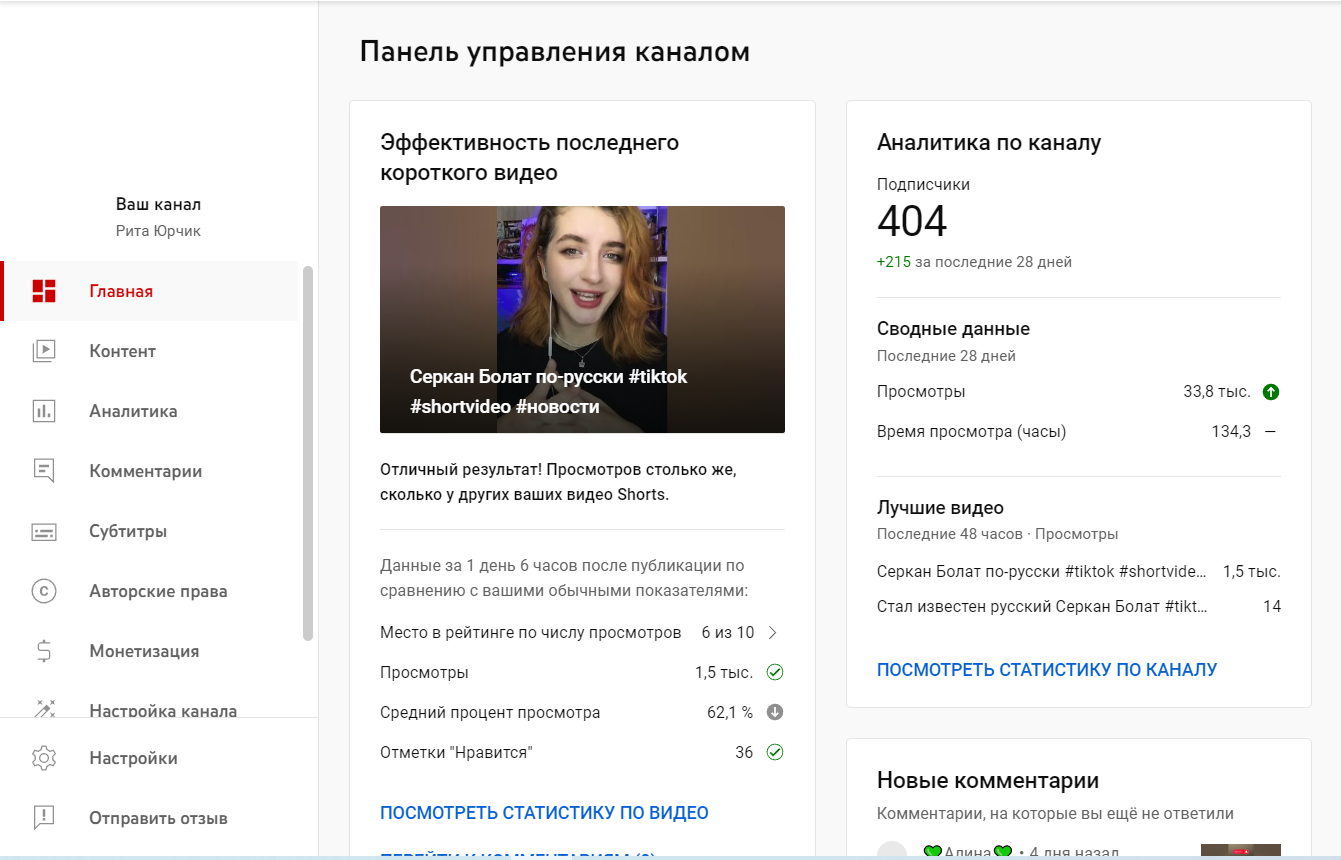 Панель управления каналом
Ваш канал
Рита Юрчик
Главная
Контент
Аналитика
Комментарии
Субтитры
Авторские права
Монетизация
Настройка канала
Настройки
Отправить отзыв
Эффективность последнего
короткого видео
Серкан Болат по-русски #tiktok
#shortvideo #новости
Отличный результат! Просмотров столько же,
сколько у других ваших видео Shorts.
Данные за 1 день 6 часов после публикации по
сравнению с вашими обычными показателями:
Место в рейтинге по числу просмотров 6 из 10
Просмотры 1,5 тыс.
Средний процент просмотра 62,1 %
Отметки "Нравится" 36
ПОСМОТРЕТЬ СТАТИСТИКУ ПО ВИДЕО
ПЕРЕЙТИ К КОММЕНТАРИЯМ
Аналитика по каналу
Подписчики
404
+215 за последние 28 дней
Сводные данные
Последние 28 дней
Просмотры 33,8 тыс.
Время просмотра (часы) 134,3 —
Лучшие видео
Последние 48 часов · Просмотры
Серкан Болат по-русски #tiktok #shortvide... 1,5 тыс.
Стал известен русский Серкан Болат #tikt... 14
ПОСМОТРЕТЬ СТАТИСТИКУ ПО КАНАЛУ
Новые комментарии
Комментарии, на которые вы ещё не ответили
💚Алина💚 • 4 дня назад